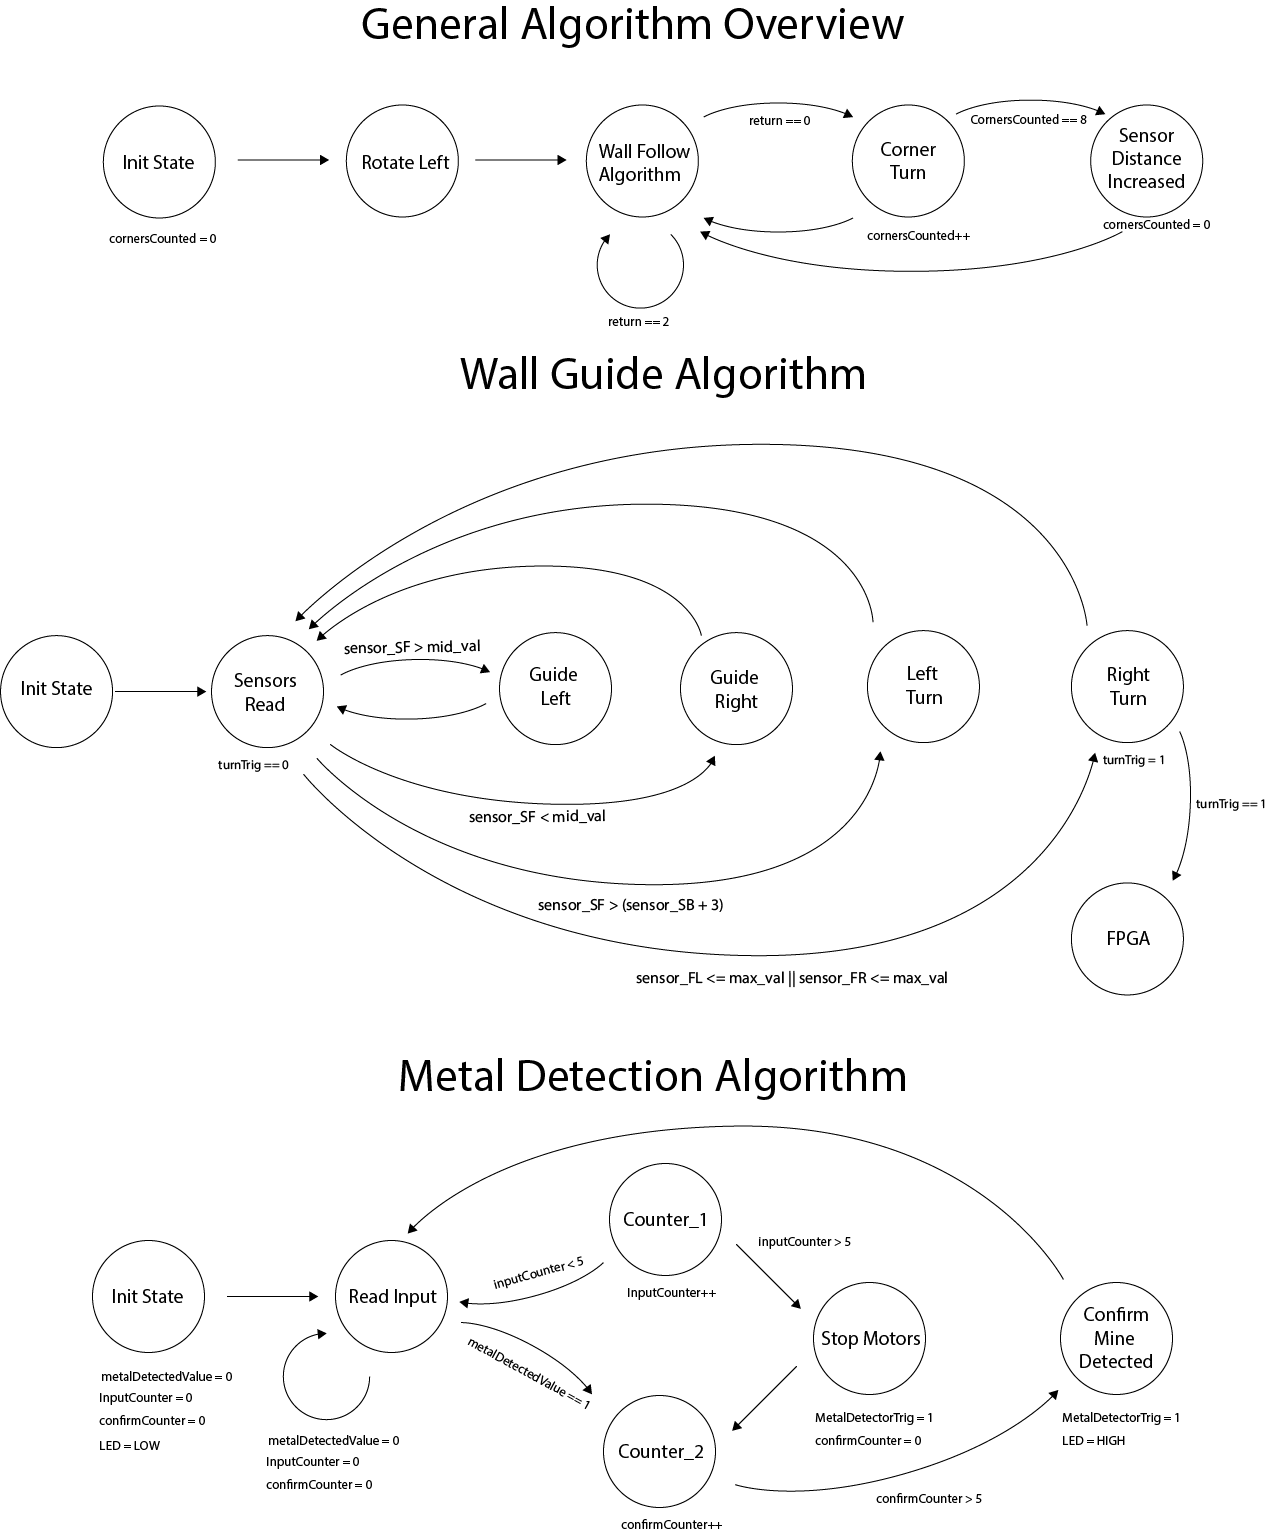 General Algorithm Overview
Init State
cornersCounted = 0
Rotate Left
Wall Follow
Algorithm
return == 2
return == 0
Corner
Turn
cornersCounted++
CornersCounted == 8
Sensor
Distance
Increased
cornersCounted = 0
Wall Guide Algorithm
Init State
Sensors
Read
turnTrig == 0
sensor_SF > mid_val
Guide
Left
Guide
Right
Left
Turn
Right
Turn
turnTrig = 1
turnTrig == 1
sensor_SF < mid_val
sensor_SF > (sensor_SB + 3)
sensor_FL <= max_val || sensor_FR <= max_val
FPGA
Metal Detection Algorithm
Init State
metalDetectedValue = 0
InputCounter = 0
confirmCounter = 0
LED = LOW
Read Input
metalDetectedValue = 0
InputCounter = 0
confirmCounter = 0
inputCounter < 5
metalDetectedValue == 1
Counter_1
InputCounter++
inputCounter > 5
Stop Motors
MetalDetectorTrig = 1
confirmCounter = 0
Counter_2
confirmCounter++
confirmCounter > 5
Confirm
Mine
Detected
MetalDetectorTrig = 1
LED = HIGH